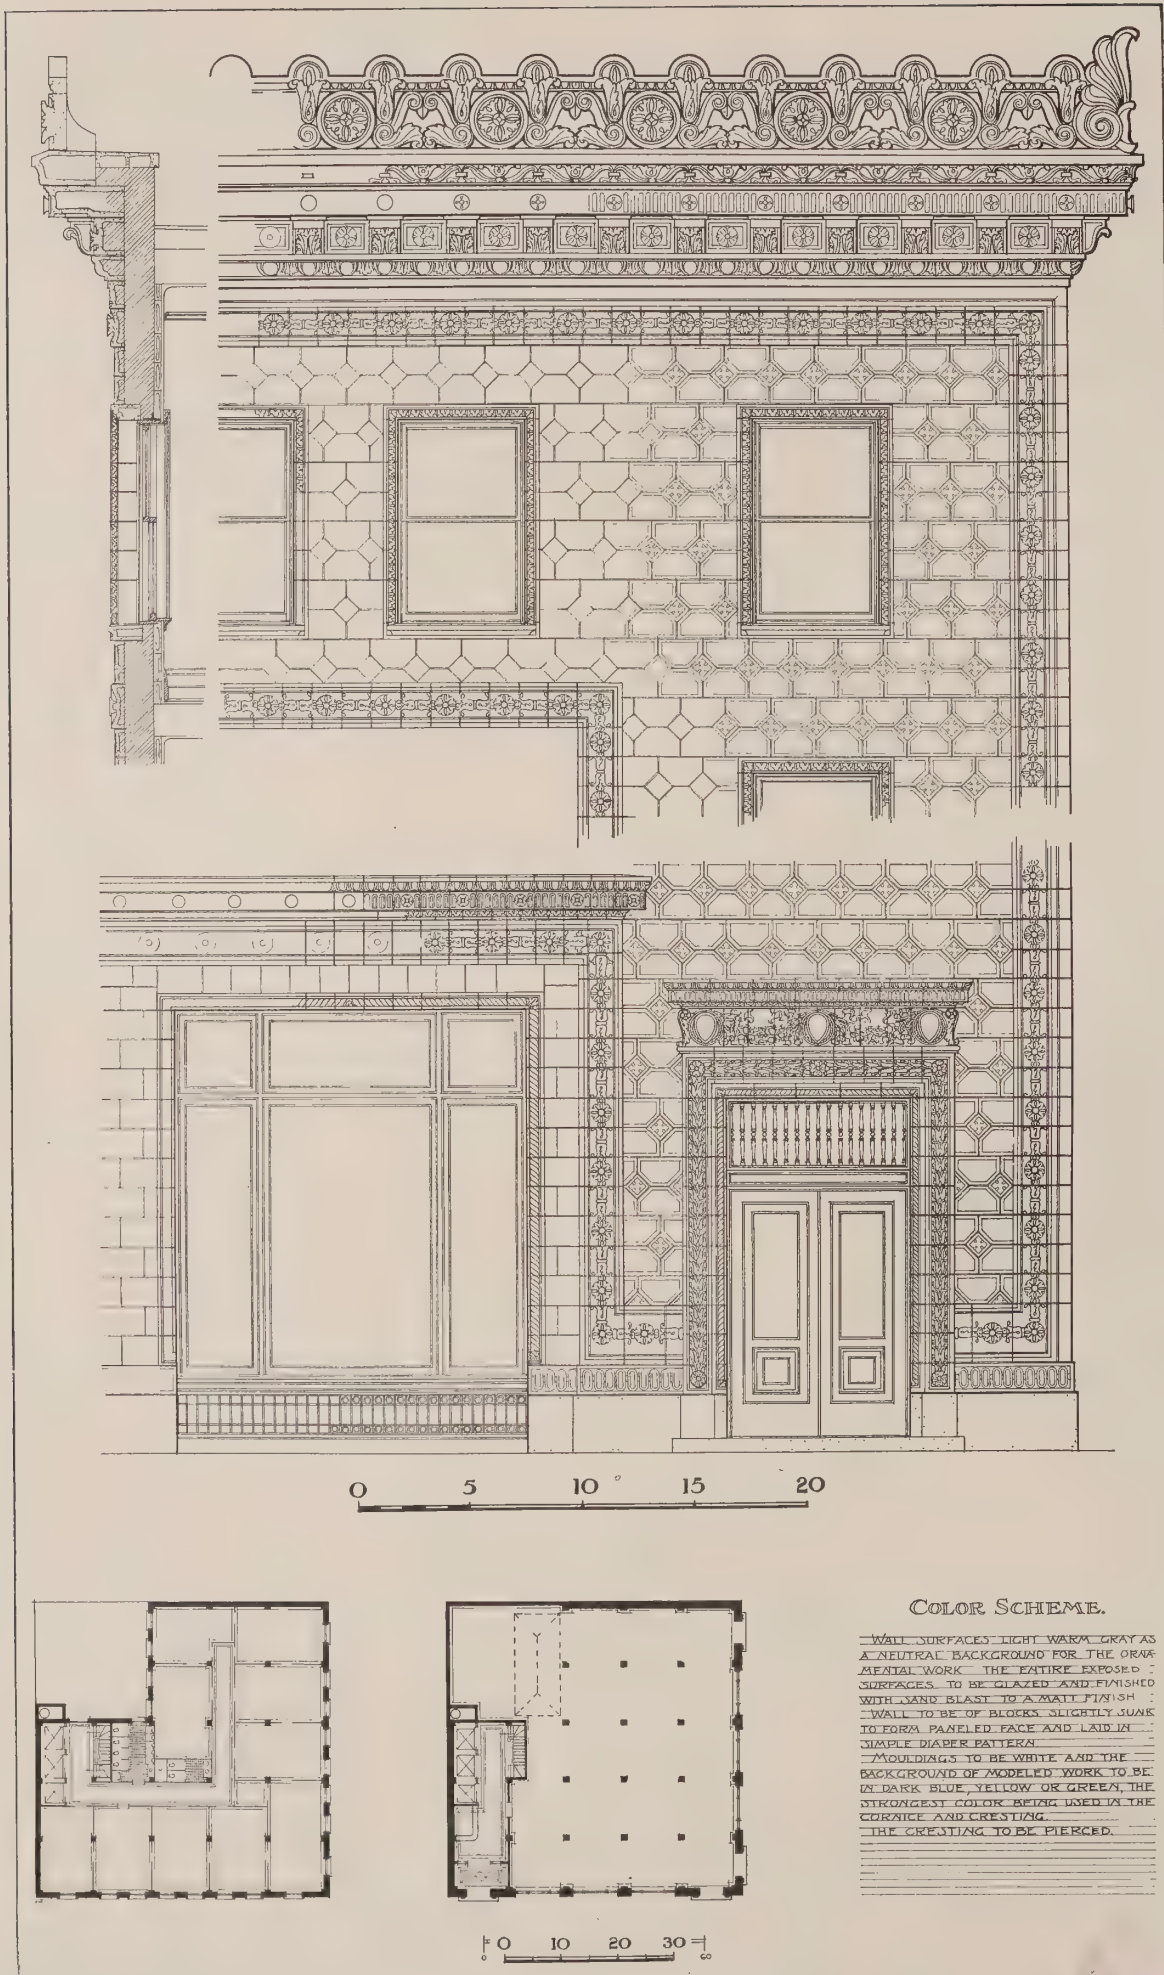 0 5 10 15 20
COLOR SCHEME.
WALL SURFACES LIGHT WARM GRAY AS
A NEUTRAL BACKGROUND FOR THE ORNA
MENTAL WORK THE ENTIRE EXPOSED
SURFACES TO BE GLAZED AND FINISHED
WITH SAND BLAST TO A MATT FINISH
WALL TO BE OF BLOCKS SLIGHTLY SUNK
TO FORM PANELED FACE AND LAID IN
SIMPLE DIAPER PATTERN
MOULDINGS TO BE WHITE AND THE
BACKGROUND OF MODELED WORK TO BE
IN DARK BLUE, YELLOW OR GREEN, THE
STRONGEST COLOR BEING USED IN THE
CORNICE AND CRESTING.
THE CRESTING TO BE PIERCED.
0 10 20 30
0 60